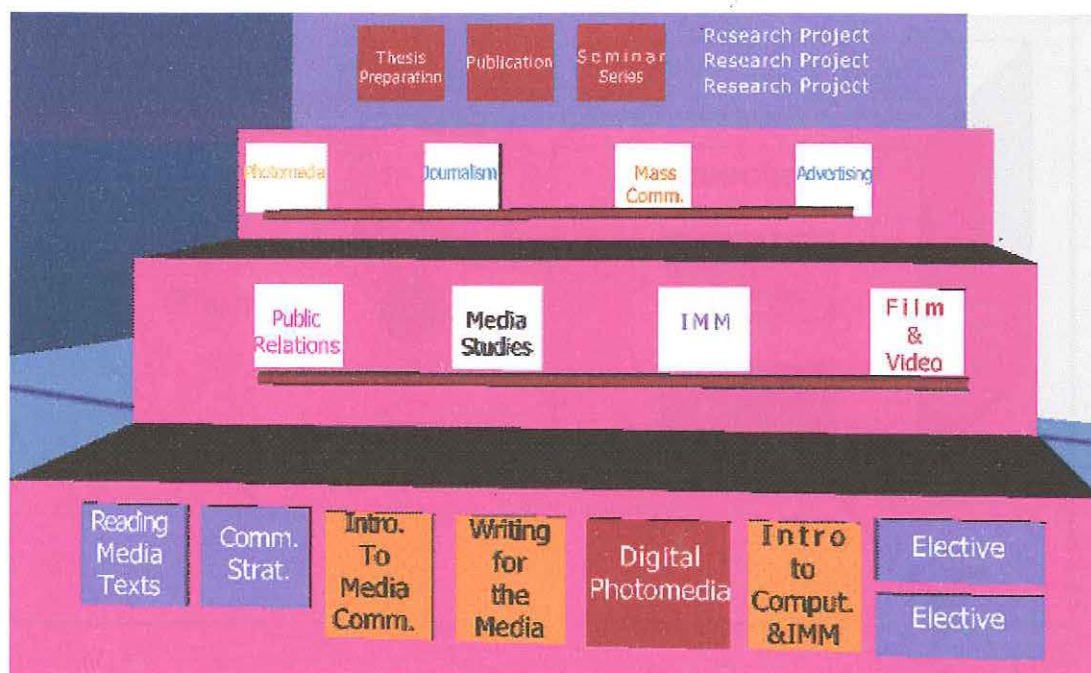 Thesis
Preparation
Publication
Seminar
Series
Research Project
Research Project
Research Project
Photomedia
Journalism
Mass
Comm.
Advertising
Public
Relations
Media
Studies
IMM
Film
&
Video
Reading
Media
Texts
Comm.
Strat.
Intro.
To
Media
Comm.
Writing
for
the
Media
Digital
Photomedia
Intro
to
Comput.
&IMM
Elective
Elective